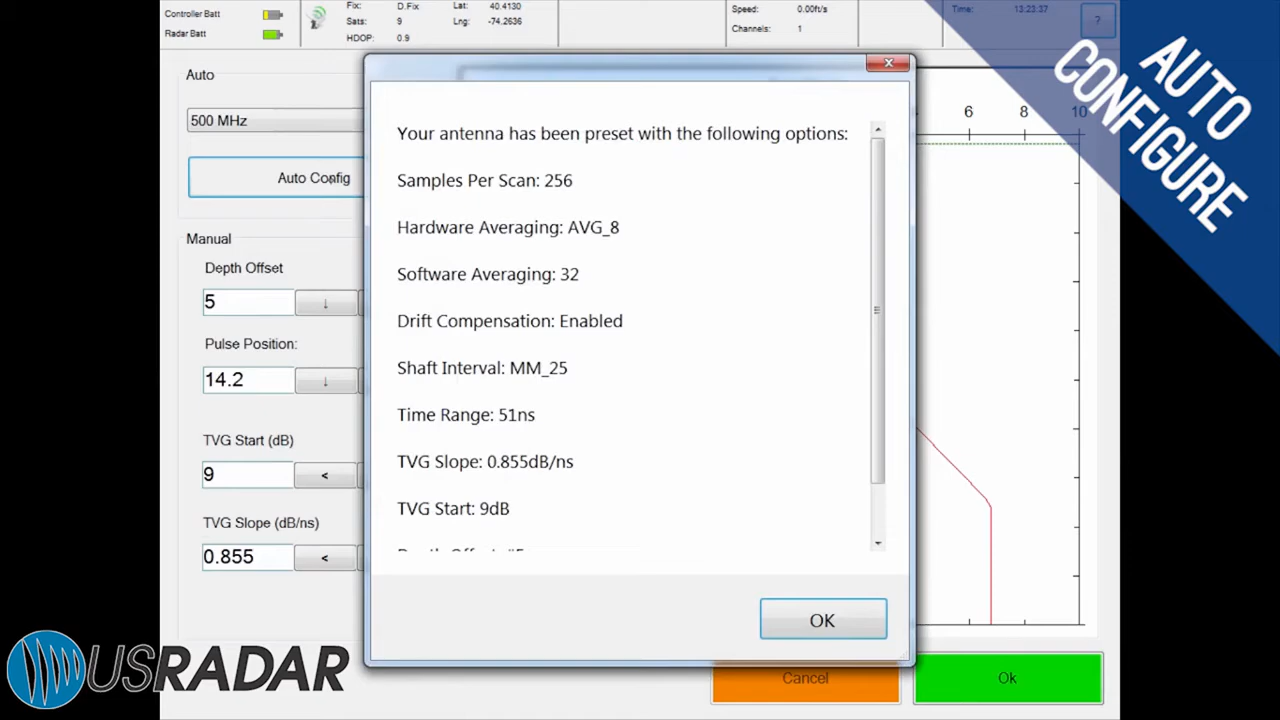 Controller Batt
Radar Batt
Fix: D.Fix
Sats: 9
HDOP: 0.9
Lat: 40.4130
Lng: -74.2636
Speed: 0.00ft/s
Channels: 1
Time: 13:23:37
?
AUTO
CONFIGURE
Auto
500 MHz
Auto Config
Manual
Depth Offset
5
Pulse Position:
14.2
TVG Start (dB)
9
<
TVG Slope (dB/ns)
0.855
<
Your antenna has been preset with the following options:
Samples Per Scan: 256
Hardware Averaging: AVG_8
Software Averaging: 32
Drift Compensation: Enabled
Shaft Interval: MM_25
Time Range: 51ns
TVG Slope: 0.855dB/ns
TVG Start: 9dB
OK
6 8 10
Cancel
Ok
USRADAR